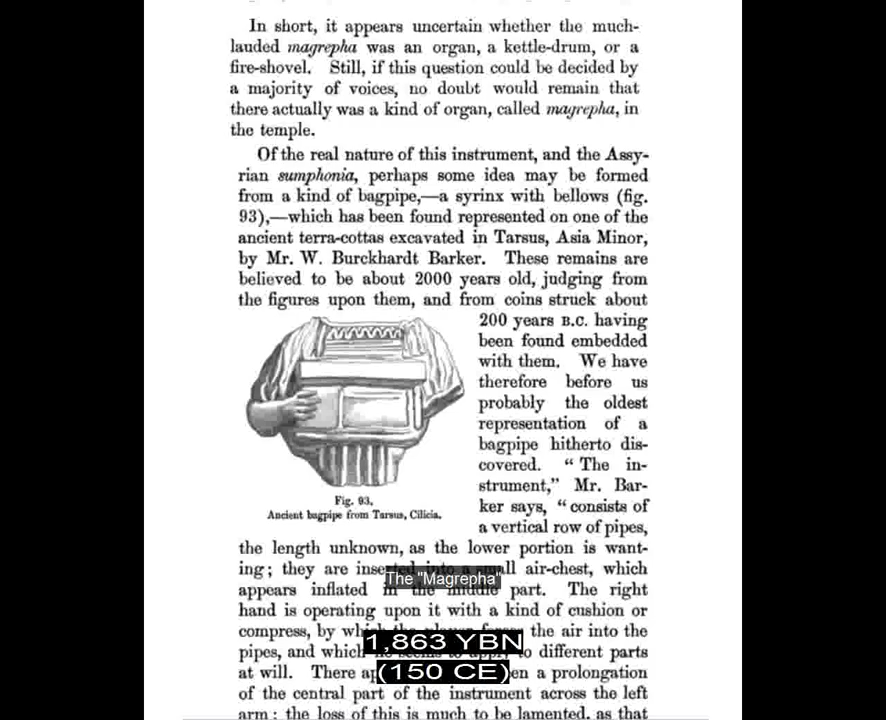 In short, it appears uncertain whether the much-
lauded magrepha was an organ, a kettle-drum, or a
fire-shovel. Still, if this question could be decided by
a majority of voices, no doubt would remain that
there actually was a kind of organ, called magrepha, in
the temple.
Of the real nature of this instrument, and the Assy-
rian sumphonia, perhaps some idea may be formed
from a kind of bagpipe,—a syrinx with bellows (fig.
93),—which has been found represented on one of the
ancient terra-cottas excavated in Tarsus, Asia Minor,
by Mr. W. Burckhardt Barker. These remains are
believed to be about 2000 years old, judging from
the figures upon them, and from coins struck about
200 years B.C. having
been found embedded
with them. We have
therefore before us
probably the oldest
representation of a
bagpipe hitherto dis-
covered. "The in-
strument," Mr. Bar-
ker says, "consists of
a vertical row of pipes,
Fig. 93.
Ancient bagpipe from Tarsus, Cilicia.
the length unknown, as the lower portion is want-
ing; they are inserted into a small air-chest, which
appears inflated in the middle part. The right
hand is operating upon it with a kind of cushion or
compress, by the air into the
pipes, and which to different parts
at will. There a prolongation
of the central part of the instrument across the left
arm; the loss of this is much to be lamented, as that
The "Magrepha"
1,863 YBN
(150 CE)